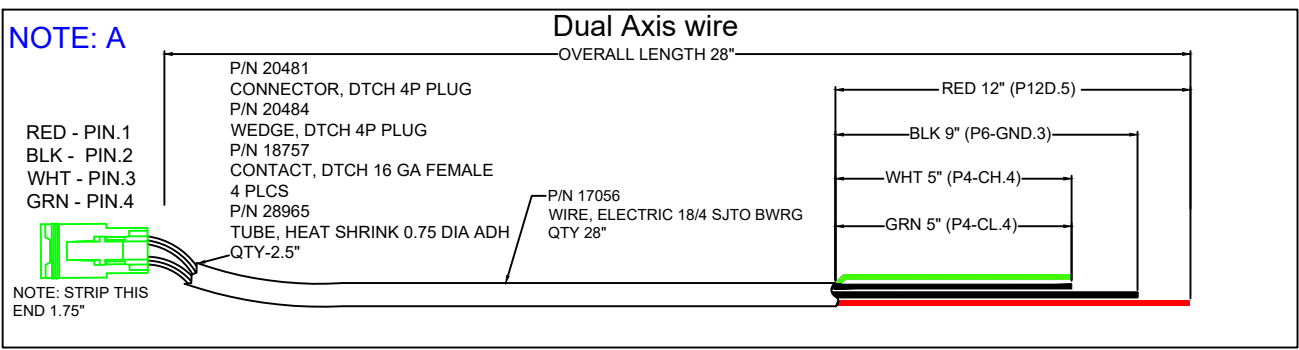 NOTE: A
Dual Axis wire
OVERALL LENGTH 28"
P/N 20481
CONNECTOR, DTCH 4P PLUG
P/N 20484
WEDGE, DTCH 4P PLUG
P/N 18757
CONTACT, DTCH 16 GA FEMALE
4 PLCS
P/N 28965
TUBE, HEAT SHRINK 0.75 DIA ADH
QTY-2.5"
RED - PIN.1
BLK - PIN.2
WHT - PIN.3
GRN - PIN.4
NOTE: STRIP THIS
END 1.75"
P/N 17056
WIRE, ELECTRIC 18/4 SJTO BWRG
QTY 28"
RED 12" (P12D.5)
BLK 9" (P6-GND.3)
WHT 5" (P4-CH.4)
GRN 5" (P4-CL.4)